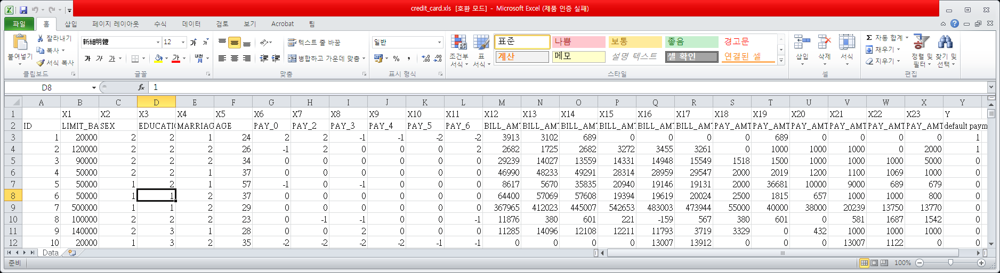 credit_card.xls [호환 모드] - Microsoft Excel (제품 인증 실패)
파일 홈 삽입 페이지 레이아웃 수식 데이터 검토 보기 Acrobat 팀
붙여넣기 잘라내기 복사 서식 복사 클립보드
新細明體 12 가 가 가 가 가 가 내천 글꼴
텍스트 줄 바꿈 병합하고 가운데 맞춤 맞춤
일반 % , 표시 형식
조건부 서식 표 서식
표준 나쁨 보통 좋음 경고문
계산 메모 설명 텍스트 셀 확인 연결된 셀
스타일
삽입 삭제 서식 셀
Σ 자동 합계 채우기 지우기 정렬 및 필터 찾기 및 선택 편집
D8 fx 1
A B C D E F G H I J K L M N O P Q R S T U V W X Y
1 X1 X2 X3 X4 X5 X6 X7 X8 X9 X10 X11 X12 X13 X14 X15 X16 X17 X18 X19 X20 X21 X22 X23 Y
2 ID LIMIT_BA SEX EDUCATIO MARRIAG AGE PAY_0 PAY_2 PAY_3 PAY_4 PAY_5 PAY_6 BILL_AMT BILL_AMT BILL_AMT BILL_AMT BILL_AMT BILL_AMT PAY_AMT PAY_AMT PAY_AMT PAY_AMT PAY_AMT PAY_AMT default paym
3 1 20000 2 2 1 24 2 2 -1 -1 -2 -2 3913 3102 689 0 0 0 0 689 0 0 0 0 1
4 2 120000 2 2 2 26 -1 2 0 0 0 2 2682 1725 2682 3272 3455 3261 0 1000 1000 1000 0 2000 1
5 3 90000 2 2 2 34 0 0 0 0 0 0 29239 14027 13559 14331 14948 15549 1518 1500 1000 1000 1000 5000 0
6 4 50000 2 2 1 37 0 0 0 0 0 0 46990 48233 49291 28314 28959 29547 2000 2019 1200 1100 1069 1000 0
7 5 50000 1 2 1 57 -1 0 -1 0 0 0 8617 5670 35835 20940 19146 19131 2000 36681 10000 9000 689 679 0
8 6 50000 1 1 2 37 0 0 0 0 0 0 64400 57069 57608 19394 19619 20024 2500 1815 657 1000 1000 800 0
9 7 500000 1 1 2 29 0 0 0 0 0 0 367965 412023 445007 542653 483003 473944 55000 40000 38000 20239 13750 13770 0
10 8 100000 2 2 2 23 0 -1 -1 0 0 -1 11876 380 601 221 -159 567 380 601 0 581 1687 1542 0
11 9 140000 2 3 1 28 0 0 2 0 0 0 11285 14096 12108 12211 11793 3719 3329 0 432 1000 1000 1000 0
12 10 20000 1 3 2 35 -2 -2 -2 -2 -1 -1 0 0 0 0 13007 13912 0 0 0 13007 1122 0 0
Data
준비 100%